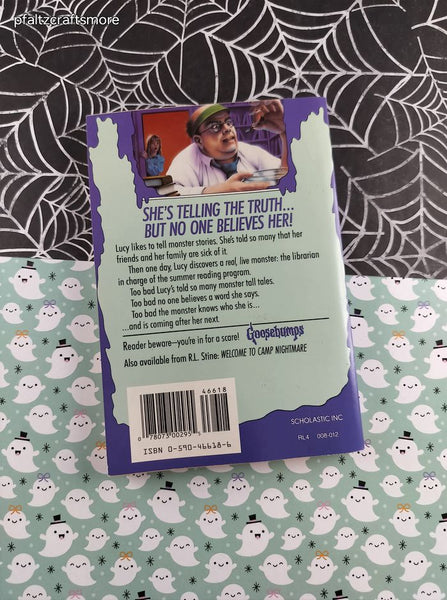 pfaltzcraftsmore
SHE'S TELLING THE TRUTH...
BUT NO ONE BELIEVES HER!
Lucy likes to tell monster stories. She's told so many that her
friends and her family are sick of it.
Then one day, Lucy discovers a real, live monster: the librarian
in charge of the summer reading program.
Too bad Lucy's told so many monster tall tales.
Too bad no one believes a word she says.
Too bad the monster knows who she is...
...and is coming after her next.
Reader beware—you're in for a scare! Goosebumps
Also available from R.L. Stine: WELCOME TO CAMP NIGHTMARE
46618
0 78073 00295
ISBN 0-590-46618-6
SCHOLASTIC INC.
RL4 008-012